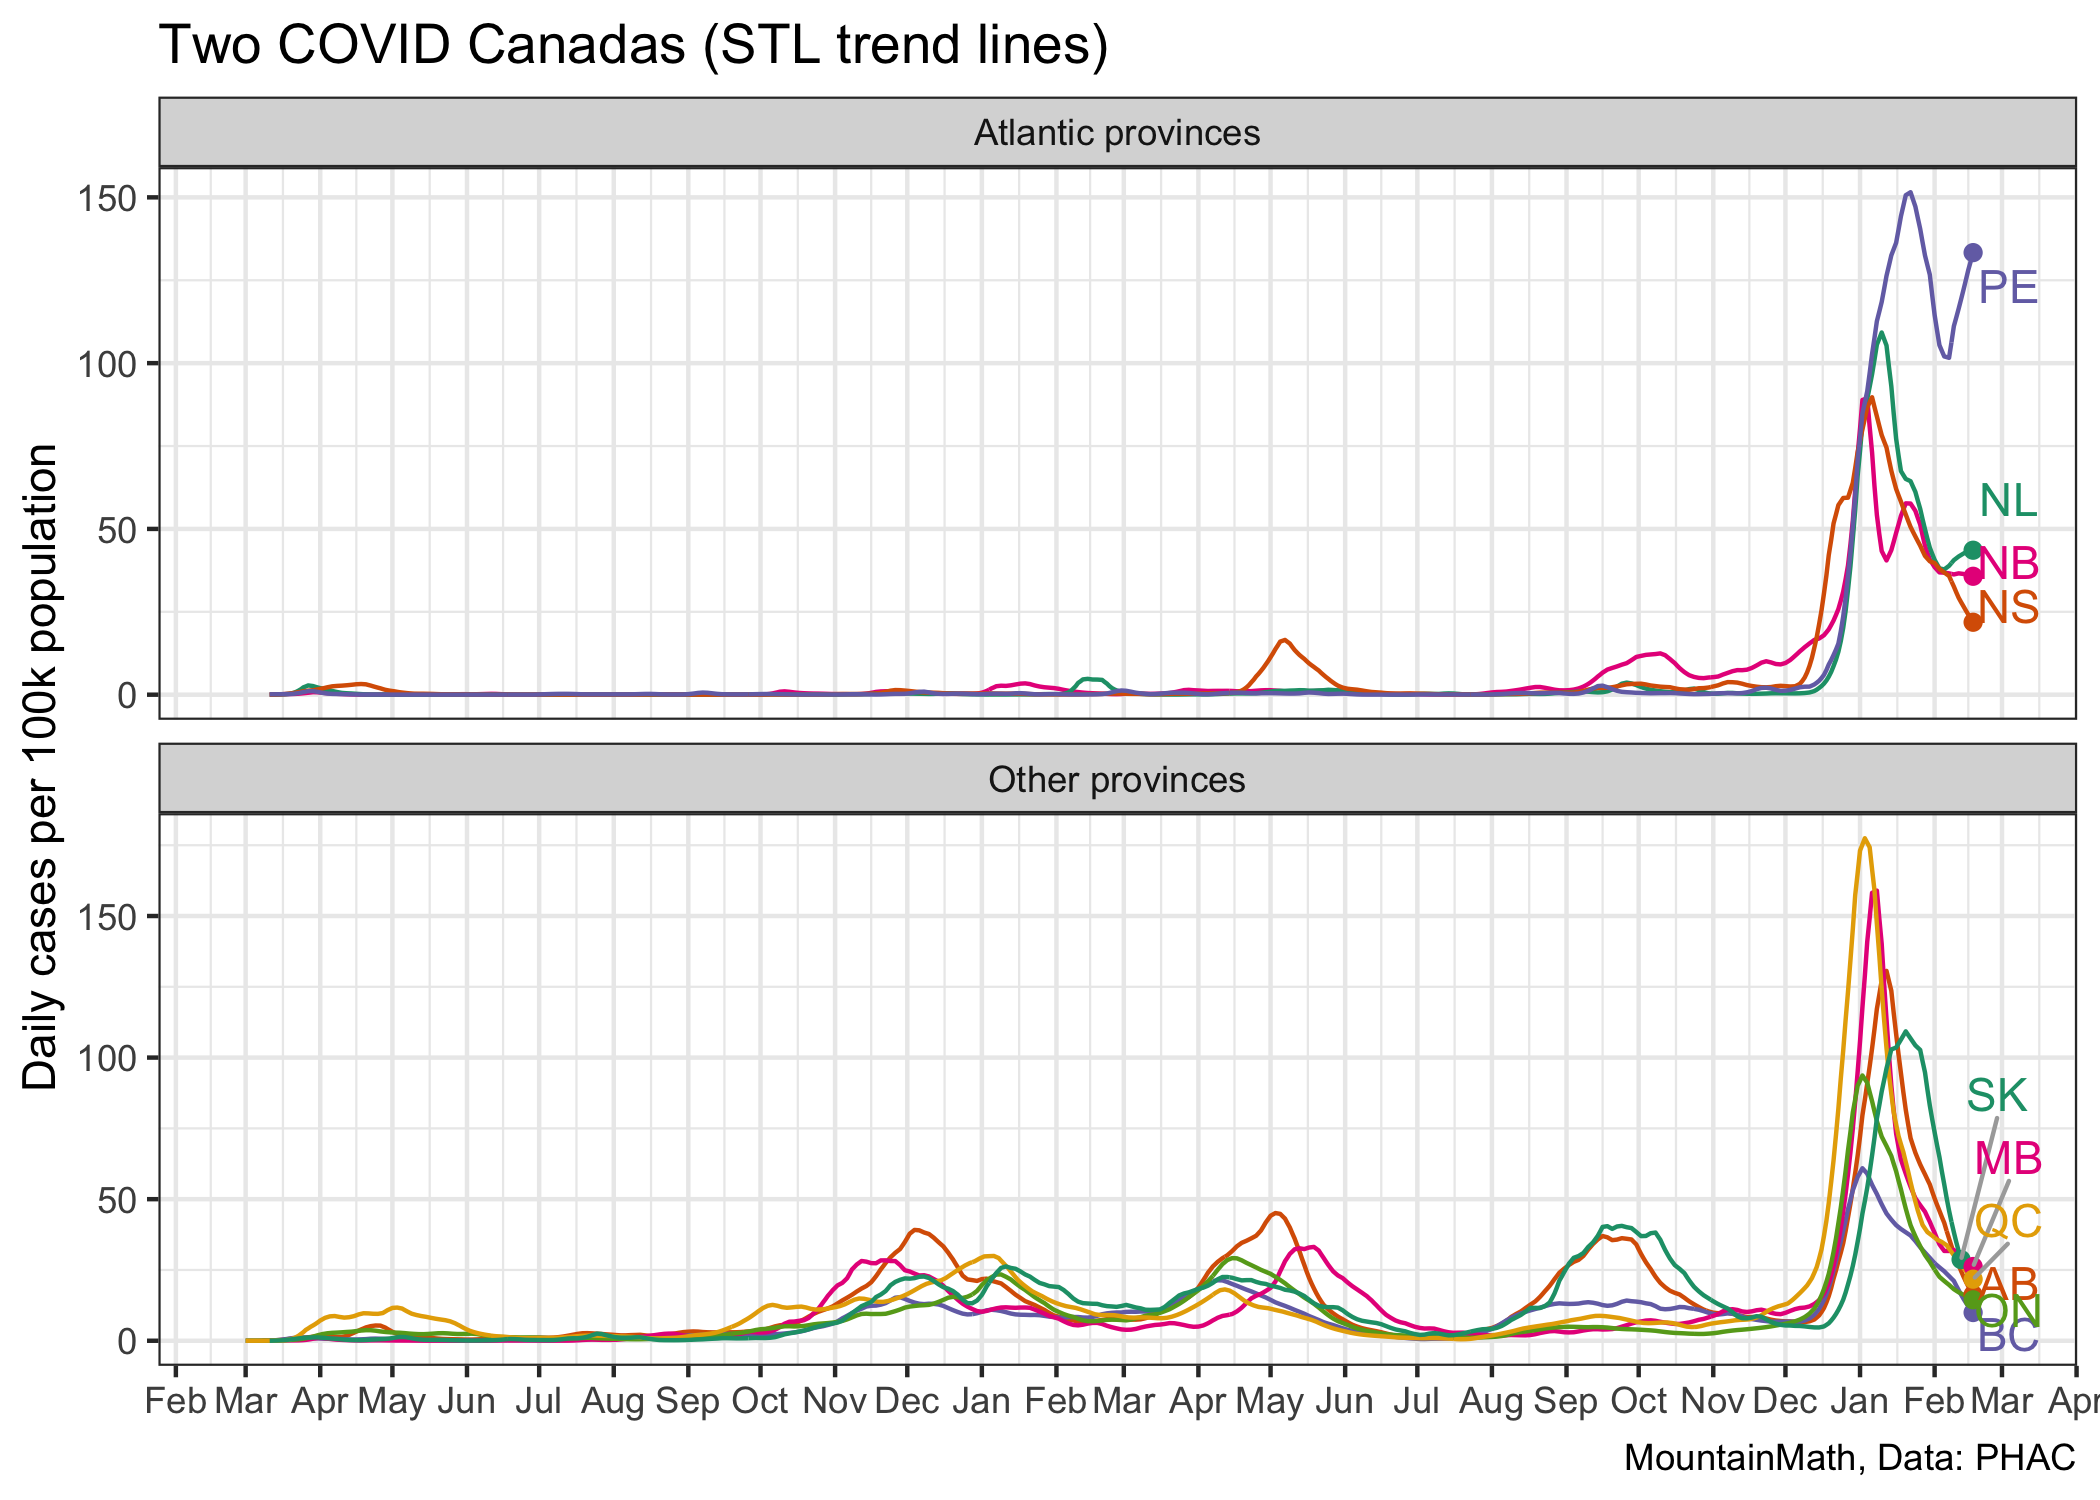 Two COVID Canadas (STL trend lines)
Atlantic provinces
150
100
50
0
PE
NL
NB
NS
Daily cases per 100k population
Other provinces
150
100
50
0
SK
MB
QC
AB
ON
BC
Feb Mar Apr May Jun Jul Aug Sep Oct Nov Dec Jan Feb Mar Apr May Jun Jul Aug Sep Oct Nov Dec Jan Feb Mar Apr
MountainMath, Data: PHAC